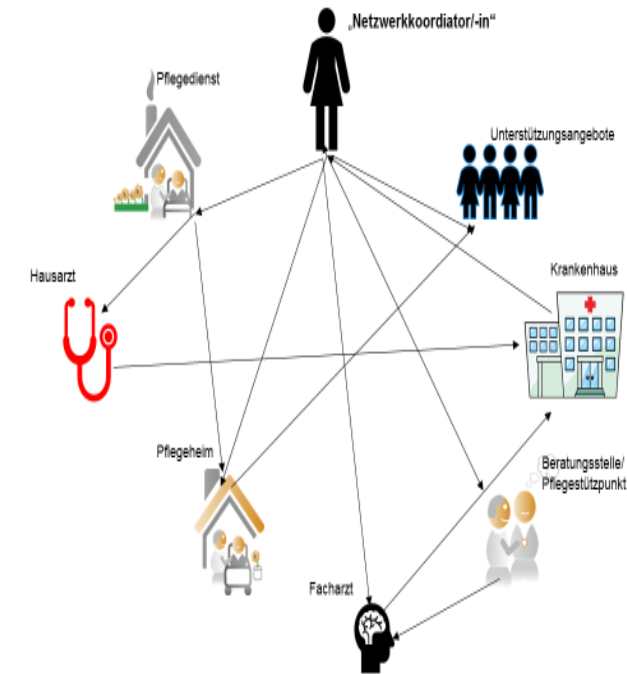 „Netzwerkkoordiator/-in“
Pflegedienst
Unterstützungsangebote
Krankenhaus
Hausarzt
Pflegeheim
Beratungsstelle/
Pflegestützpunkt
Facharzt